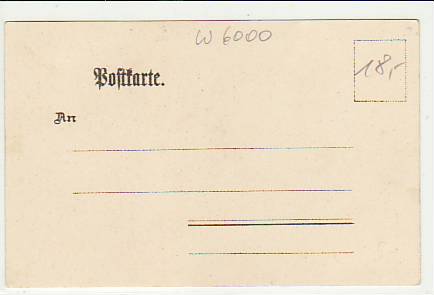 W 6000
18,-
Postkarte.
An